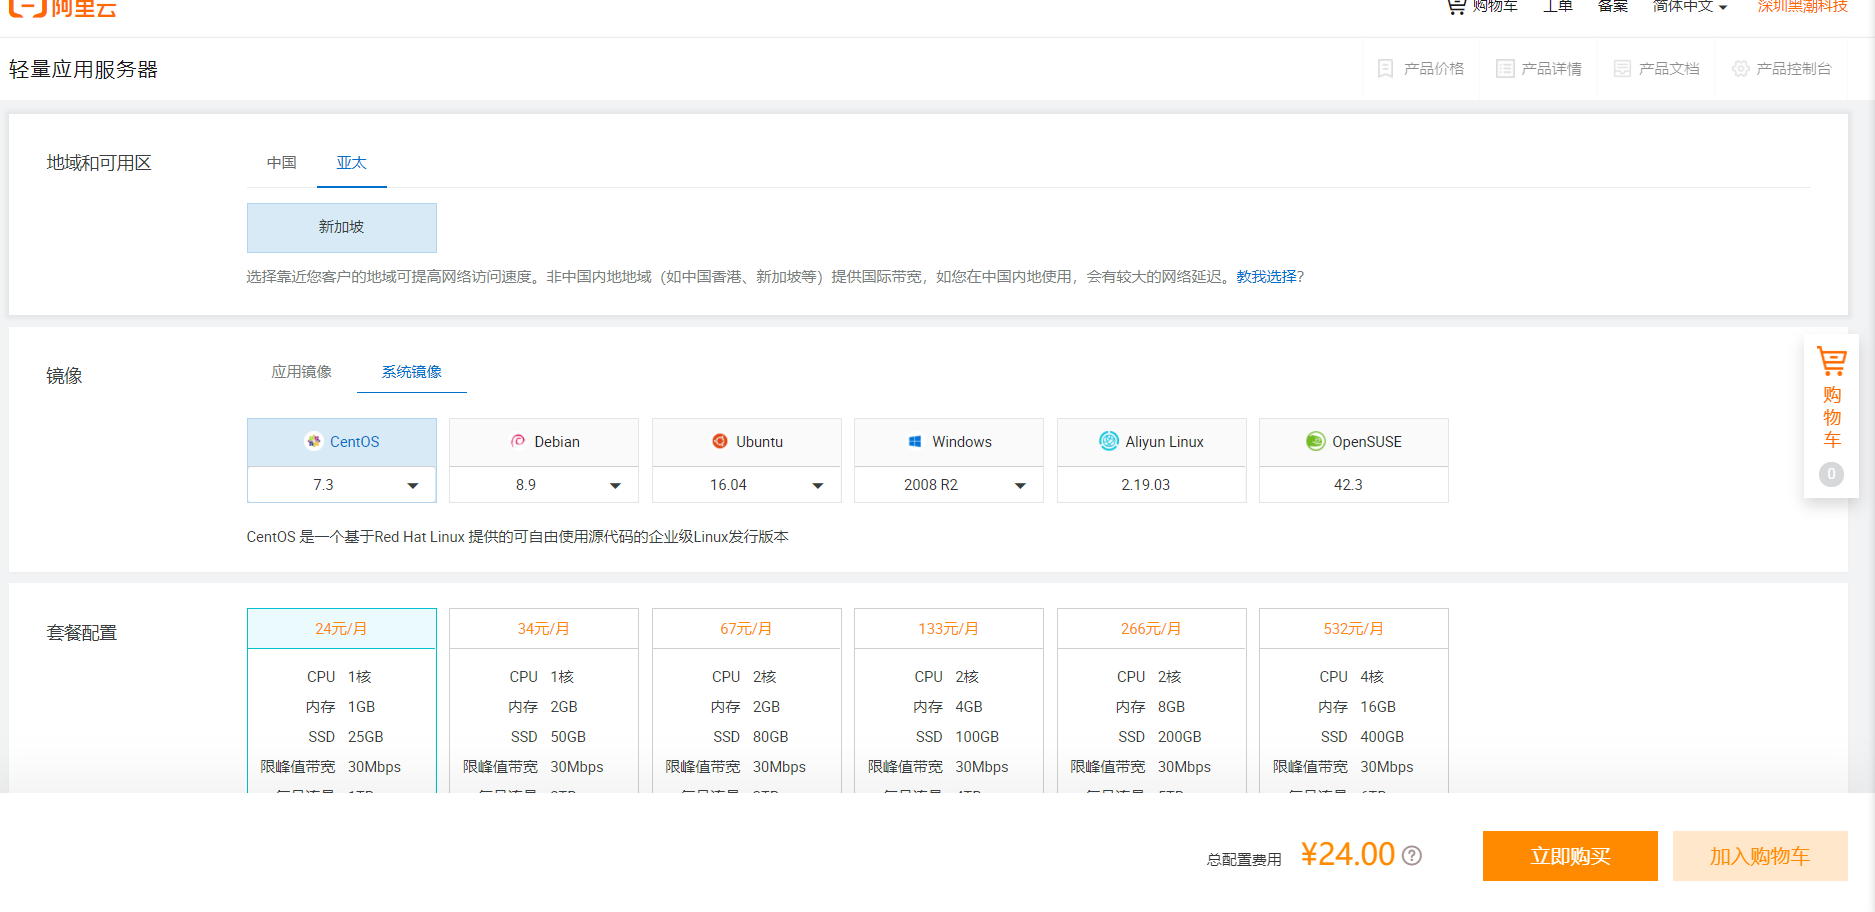 阿里云
购物车 工单 备案 简体中文 深圳黑潮科技
轻量应用服务器
产品价格 产品详情 产品文档 产品控制台
地域和可用区
中国 亚太
新加坡
选择靠近您客户的地域可提高网络访问速度。非中国内地地域（如中国香港、新加坡等）提供国际带宽，如您在中国内地使用，会有较大的网络延迟。教我选择?
镜像
应用镜像 系统镜像
CentOS Debian Ubuntu Windows Aliyun Linux OpenSUSE
7.3 8.9 16.04 2008 R2 2.19.03 42.3
CentOS 是一个基于Red Hat Linux 提供的可自由使用源代码的企业级Linux发行版本
购物车
0
套餐配置
24元/月 34元/月 67元/月 133元/月 266元/月 532元/月
CPU 1核 CPU 1核 CPU 2核 CPU 2核 CPU 2核 CPU 4核
内存 1GB 内存 2GB 内存 2GB 内存 4GB 内存 8GB 内存 16GB
SSD 25GB SSD 50GB SSD 80GB SSD 100GB SSD 200GB SSD 400GB
限峰值带宽 30Mbps 限峰值带宽 30Mbps 限峰值带宽 30Mbps 限峰值带宽 30Mbps 限峰值带宽 30Mbps 限峰值带宽 30Mbps
总配置费用 ¥24.00 ?
立即购买 加入购物车